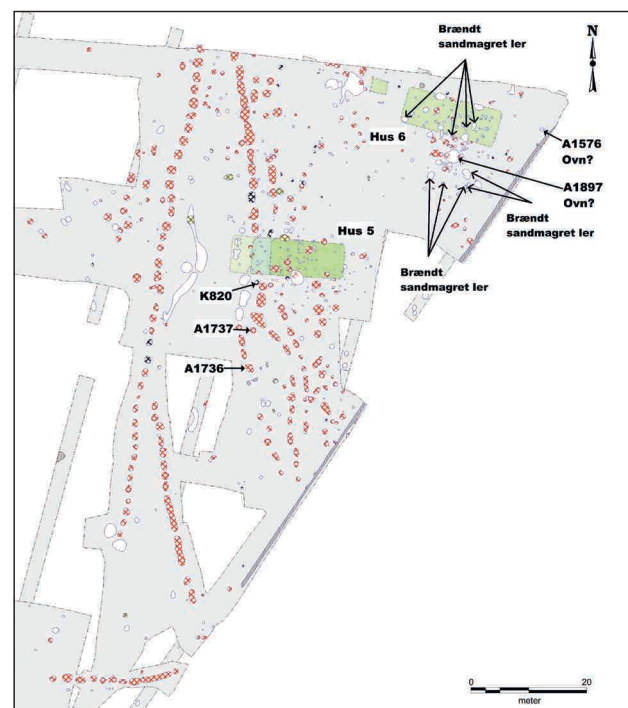 Brændt
sandmagret ler
N
Hus 6
A1576
Ovn?
A1897
Ovn?
Brændt
sandmagret ler
Hus 5
Brændt
sandmagret ler
K820
A1737
A1736
0 20
meter